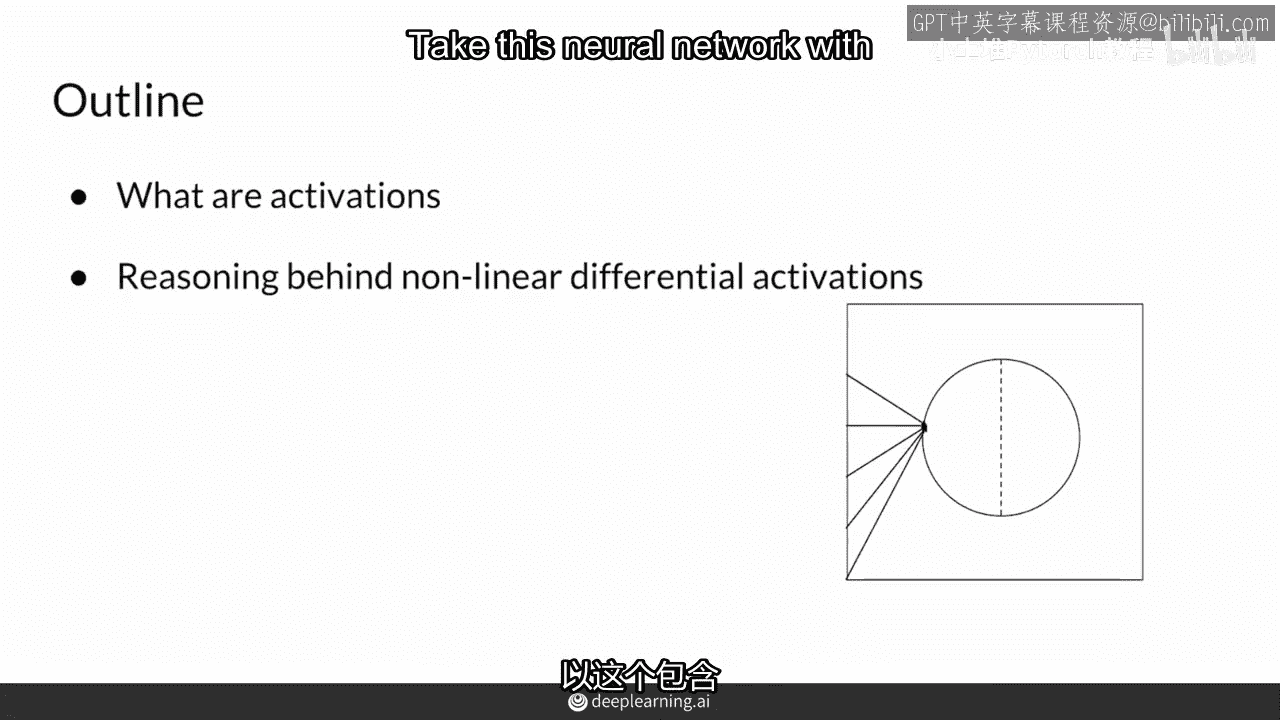 GPT中英字幕课程资源@bilibili.com
Take this neural network with
Outline
● What are activations
● Reasoning behind non-linear differential activations
以这个包含
deeplearning.ai